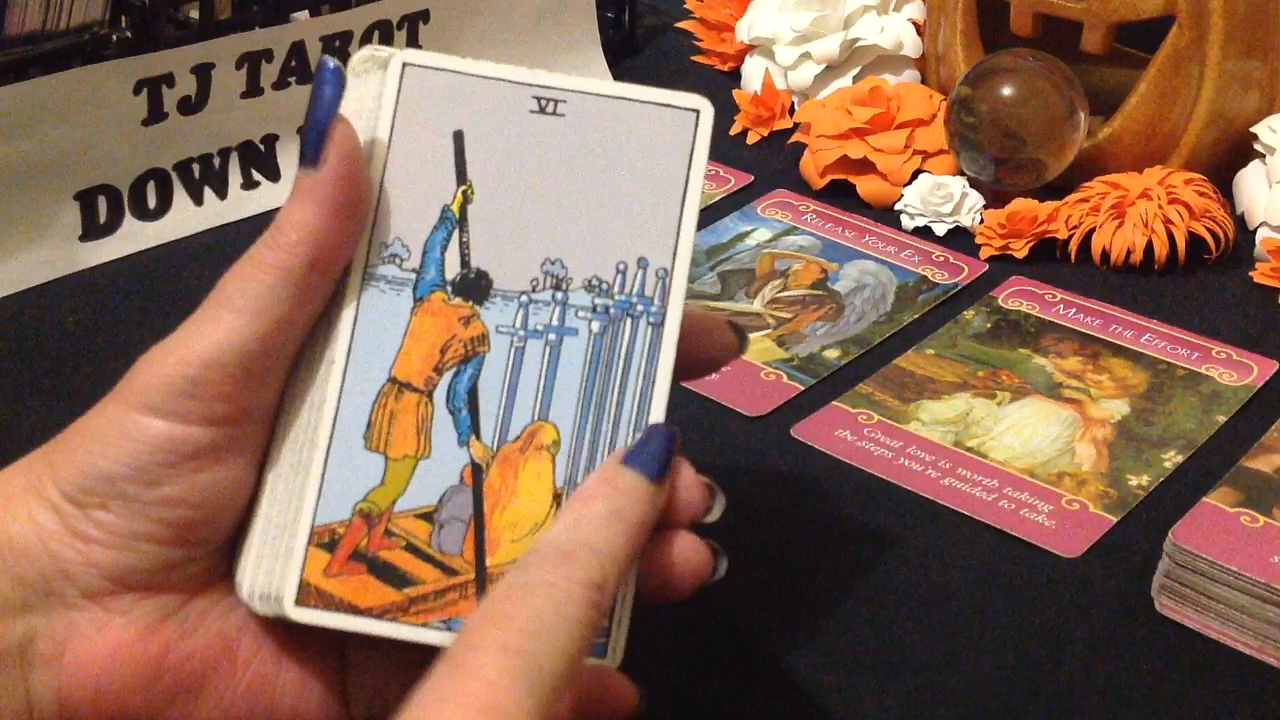 TJ TAROT
DOWN
VI
RELEASE YOUR EX
MAKE THE EFFORT
Great love is worth taking
the steps you're guided to take.